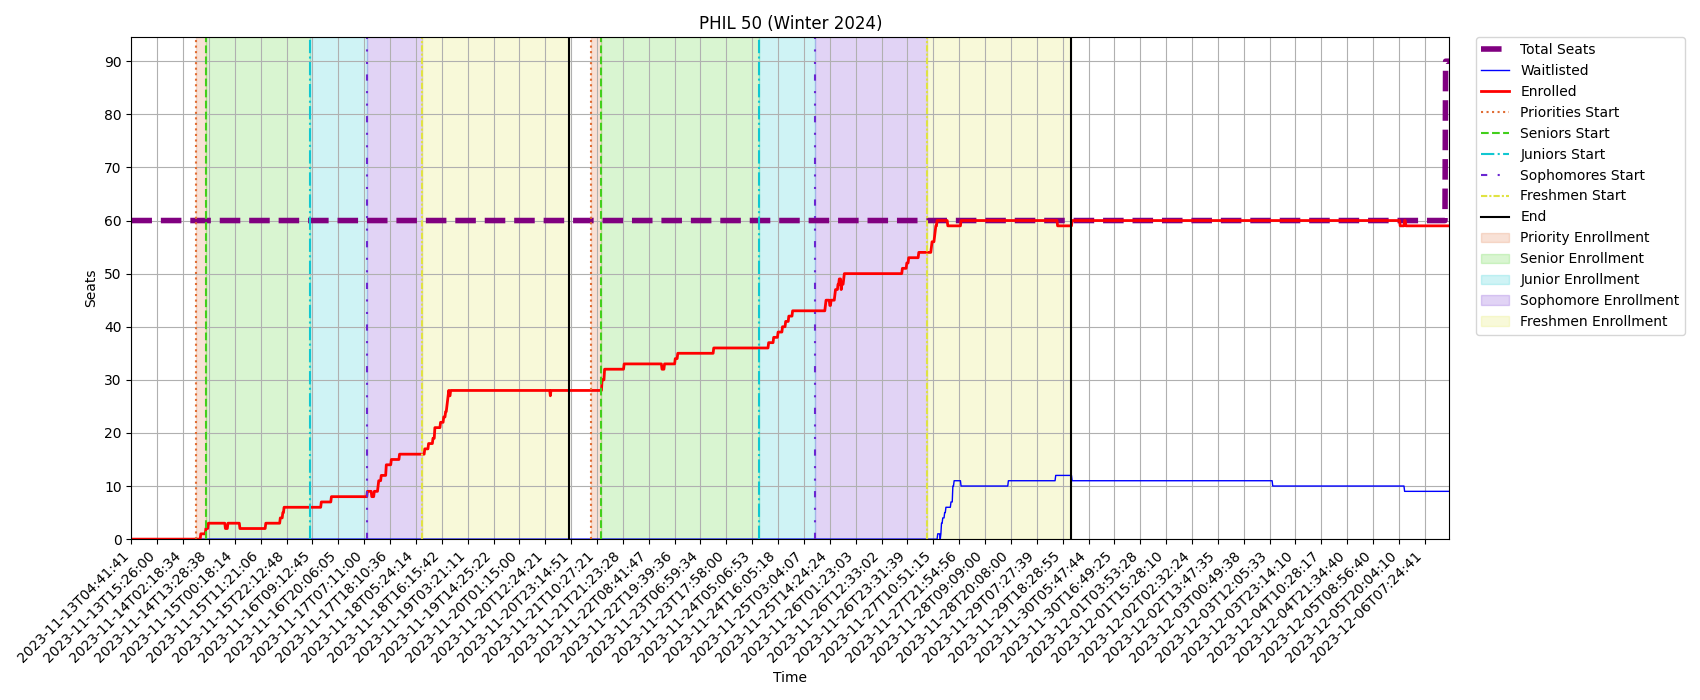 PHIL 50 (Winter 2024)
Seats
90
80
70
60
50
40
30
20
10
0
2023-11-13T04:41:41
2023-11-13T15:26:00
2023-11-14T02:18:34
2023-11-14T13:28:38
2023-11-15T00:18:14
2023-11-15T11:21:06
2023-11-15T22:12:48
2023-11-16T09:12:45
2023-11-16T20:06:05
2023-11-17T07:11:00
2023-11-17T18:10:36
2023-11-18T05:24:14
2023-11-18T16:15:42
2023-11-19T03:21:11
2023-11-19T14:25:22
2023-11-20T01:15:00
2023-11-20T12:24:21
2023-11-20T23:14:51
2023-11-21T10:27:21
2023-11-21T21:23:28
2023-11-22T08:41:47
2023-11-22T19:39:36
2023-11-23T06:59:34
2023-11-23T17:58:00
2023-11-24T05:06:53
2023-11-24T16:05:18
2023-11-25T03:04:07
2023-11-25T14:24:24
2023-11-26T01:23:03
2023-11-26T12:33:02
2023-11-26T23:31:39
2023-11-27T10:51:15
2023-11-27T21:54:56
2023-11-28T09:09:00
2023-11-28T20:08:00
2023-11-29T07:27:39
2023-11-29T18:28:55
2023-11-30T05:47:44
2023-11-30T16:49:25
2023-12-01T03:53:28
2023-12-01T15:28:10
2023-12-02T02:32:24
2023-12-02T13:47:35
2023-12-03T00:49:38
2023-12-03T12:05:33
2023-12-03T23:14:10
2023-12-04T10:28:17
2023-12-04T21:34:40
2023-12-05T08:56:40
2023-12-05T20:04:10
2023-12-06T07:24:41
Time
Total Seats
Waitlisted
Enrolled
Priorities Start
Seniors Start
Juniors Start
Sophomores Start
Freshmen Start
End
Priority Enrollment
Senior Enrollment
Junior Enrollment
Sophomore Enrollment
Freshmen Enrollment